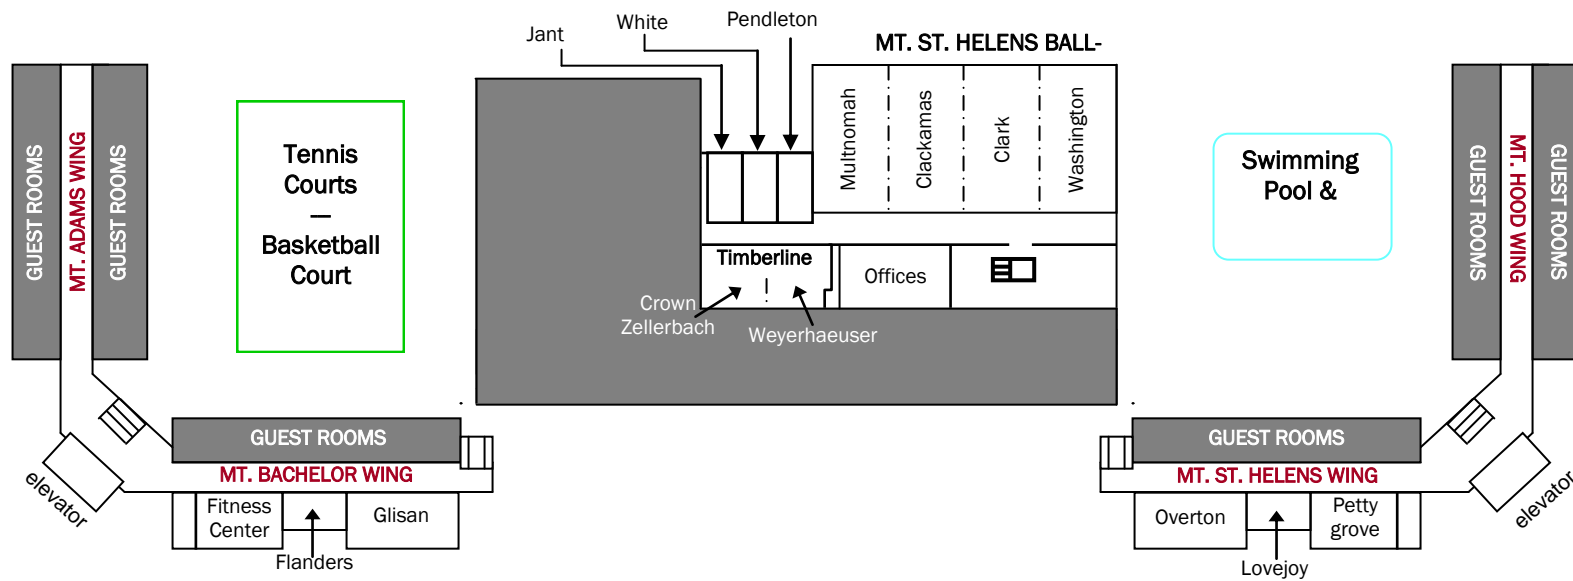 Jant
White
Pendleton
MT. ST. HELENS BALL-
GUEST ROOMS
MT. ADAMS WING
GUEST ROOMS
Tennis
Courts
—
Basketball
Court
Multnomah
Clackamas
Clark
Washington
Swimming
Pool &
GUEST ROOMS
MT. HOOD WING
GUEST ROOMS
Timberline
Offices
Crown
Zellerbach
Weyerhaeuser
GUEST ROOMS
MT. BACHELOR WING
elevator
Fitness
Center
Glisan
Flanders
GUEST ROOMS
MT. ST. HELENS WING
Overton
Petty
grove
elevator
Lovejoy